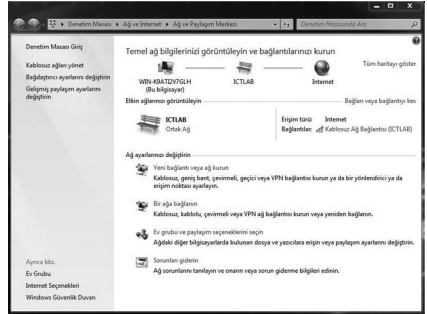 Denetim Masası ▸ Ağ ve Internet ▸ Ağ ve Paylaşım Merkezi
Denetim Masasında Ara
Denetim Masası Giriş
Kablosuz ağları yönet
Bağdaştırıcı ayarlarını değiştirin
Gelişmiş paylaşım ayarlarını
değiştirin
Temel ağ bilgilerinizi görüntüleyin ve bağlantılarınızı kurun
Tüm haritayı göster
WIN-K9ATI2V7GLH
(Bu bilgisayar)
ICTLAB
Internet
Etkin ağlarınızı görüntüleyin
Bağlan veya bağlantıyı kes
ICTLAB
Ortak Ağ
Erişim türü: Internet
Bağlantılar: Kablosuz Ağ Bağlantısı (ICTLAB)
Ağ ayarlarınızı değiştirin
Yeni bağlantı veya ağ kurun
Kablosuz, geniş bant, çevirmeli, geçici veya VPN bağlantısı kurun ya da bir yönlendirici ya da
erişim noktası ayarlayın.
Bir ağa bağlanın
Kablosuz, kablolu, çevirmeli veya VPN ağ bağlantısı kurun veya yeniden bağlanın.
Ev grubu ve paylaşım seçeneklerini seçin
Ağdaki diğer bilgisayarlarda bulunan dosya ve yazıcılara erişin veya paylaşım ayarlarını değiştirin.
Sorunları giderin
Ağ sorunlarını tanılayın ve onarın veya sorun giderme bilgileri edinin.
Ayrıca bkz.
Ev Grubu
Internet Seçenekleri
Windows Güvenlik Duvarı